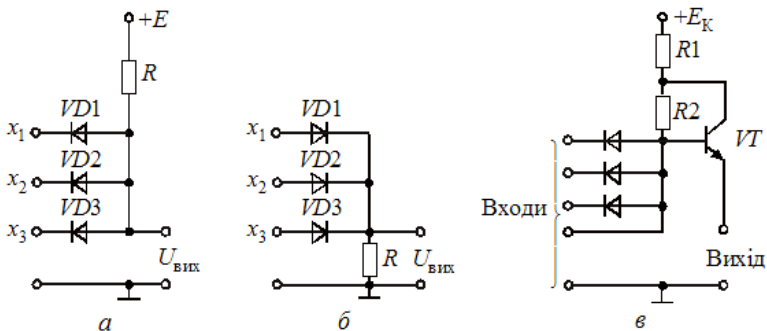 +E
R
VD1
x1
VD2
x2
VD3
x3
Uвих
а
VD1
x1
VD2
x2
VD3
x3
R
Uвих
б
+EК
R1
R2
VT
Входи
Вихід
в